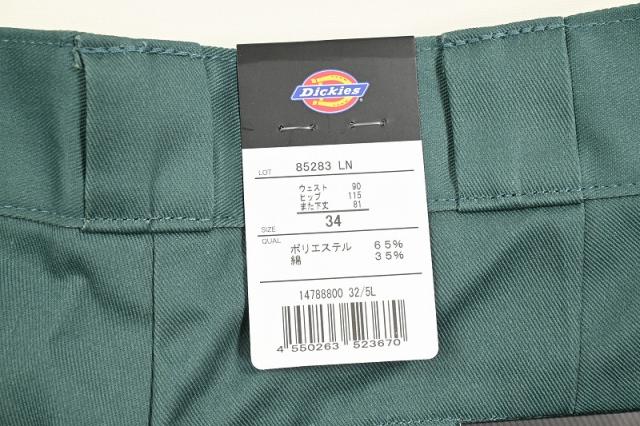 Dickies
LOT 85283 LN
ウェスト 90
ヒップ 115
また下丈 81
SIZE 34
QUAL
ポリエステル 65%
綿 35%
14788800 32/5L
4 550263 523670